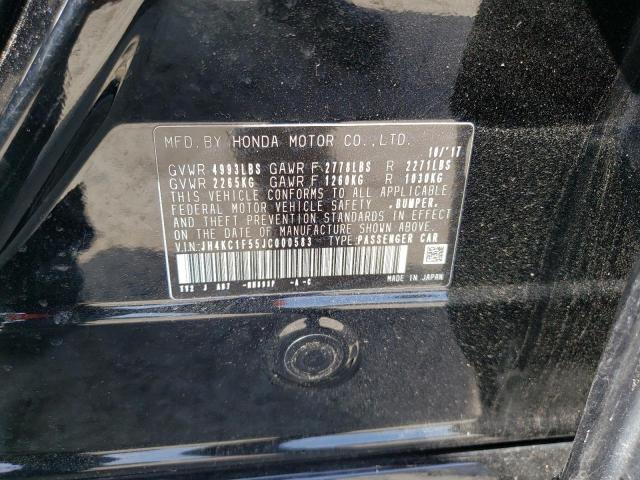 MFD. BY HONDA MOTOR CO.,LTD. 10/'17
GVWR 4993LBS GAWR F 2778LBS R 2271LBS
GVWR 2265KG GAWR F 1260KG R 1030KG
THIS VEHICLE CONFORMS TO ALL APPLICABLE
FEDERAL MOTOR VEHICLE SAFETY, BUMPER,
AND THEFT PREVENTION STANDARDS IN EFFECT
ON THE DATE OF MANUFACTURE SHOWN ABOVE.
V.I.N: JH4KC1F55JC000583 TYPE: PASSENGER CAR
MADE IN JAPAN